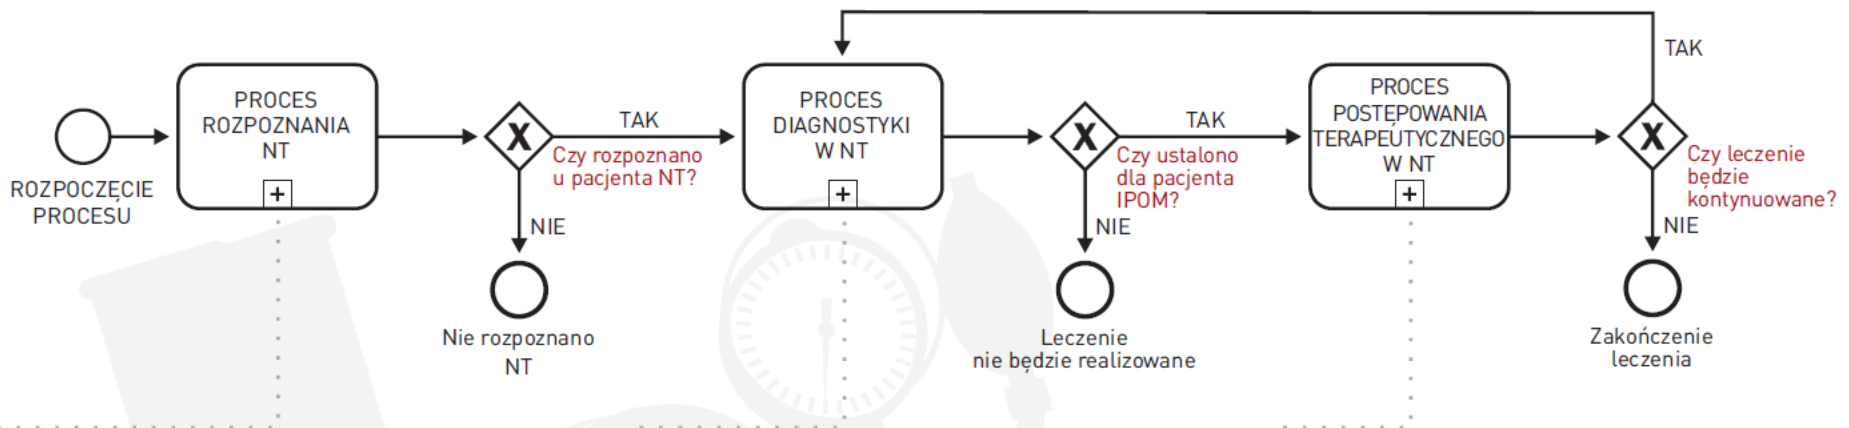 ROZPOCZĘCIE
PROCESU
PROCES
ROZPOZNANIA
NT
+
X
TAK
Czy rozpoznano
u pacjenta NT?
NIE
Nie rozpoznano
NT
PROCES
DIAGNOSTYKI
W NT
+
X
TAK
Czy ustalono
dla pacjenta
IPOM?
NIE
Leczenie
nie będzie realizowane
PROCES
POSTĘPOWANIA
TERAPEUTYCZNEGO
W NT
+
X
TAK
Czy leczenie
będzie
kontynuowane?
NIE
Zakończenie
leczenia